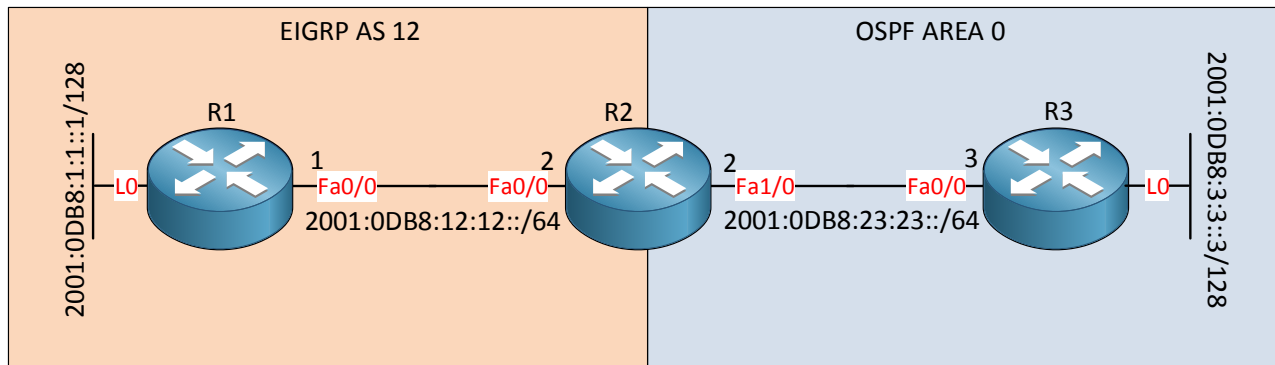 EIGRP AS 12
OSPF AREA 0
2001:0DB8:1:1::1/128
R1
R2
R3
2001:0DB8:3:3::3/128
L0
1
Fa0/0
2
Fa0/0
2001:0DB8:12:12::/64
2
Fa1/0
3
Fa0/0
2001:0DB8:23:23::/64
L0